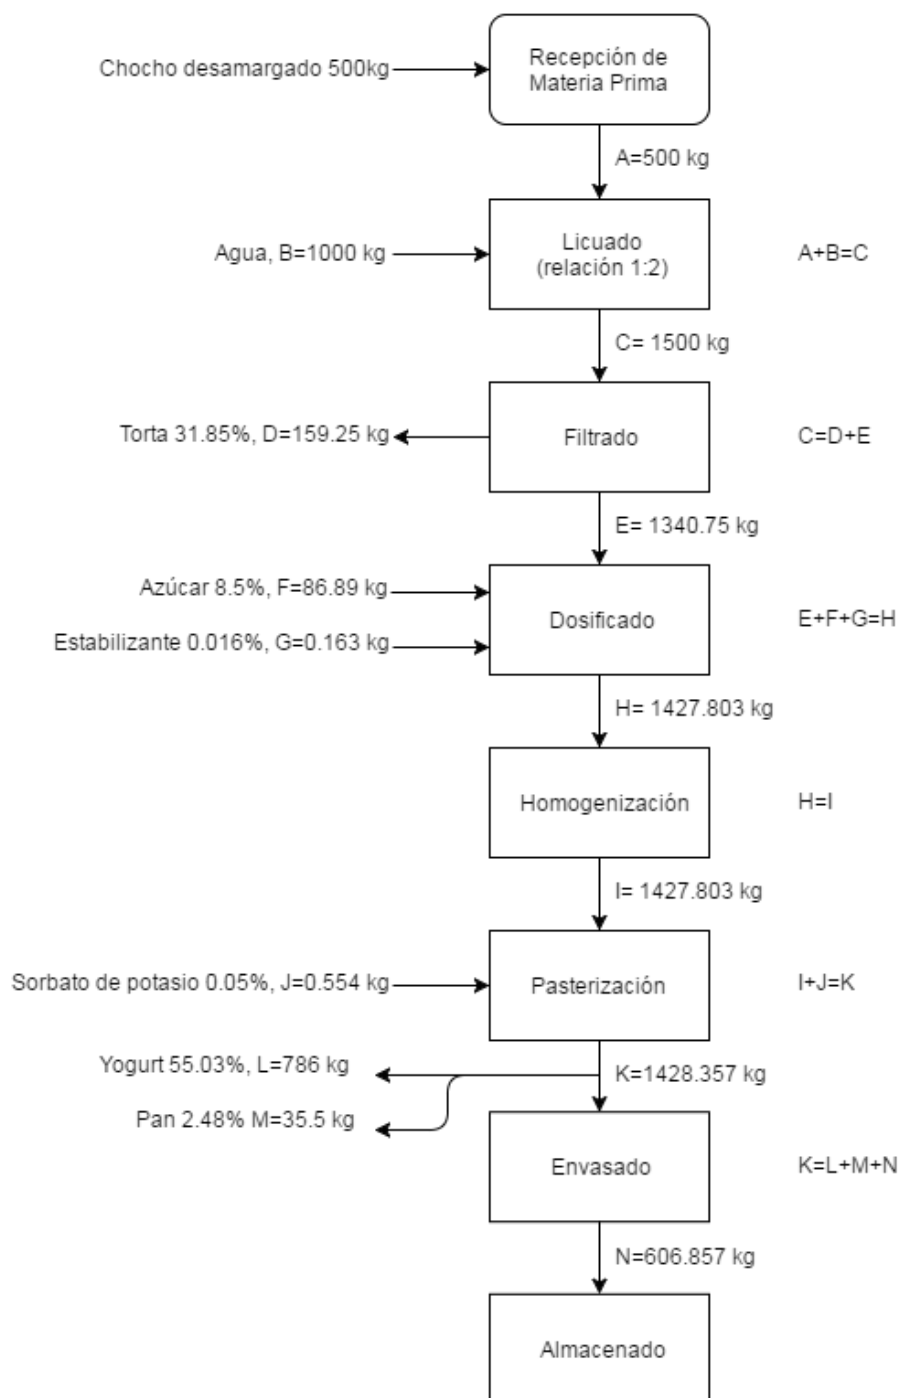 Chocho desamargado 500kg
Recepción de
Materia Prima
A=500 kg
Agua, B=1000 kg
Licuado
(relación 1:2)
A+B=C
C= 1500 kg
Torta 31.85%, D=159.25 kg
Filtrado
C=D+E
E= 1340.75 kg
Azúcar 8.5%, F=86.89 kg
Estabilizante 0.016%, G=0.163 kg
Dosificado
E+F+G=H
H= 1427.803 kg
Homogenización
H=I
I= 1427.803 kg
Sorbato de potasio 0.05%, J=0.554 kg
Pasterización
I+J=K
Yogurt 55.03%, L=786 kg
K=1428.357 kg
Pan 2.48% M=35.5 kg
Envasado
K=L+M+N
N=606.857 kg
Almacenado